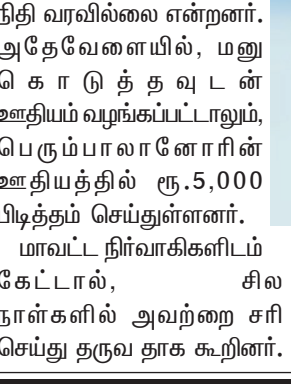 நிதி வரவில்லை என்றனர்.
அதேவேளையில், மனு
கொடுத்தவுடன்
ஊதியம் வழங்கப்பட்டாலும்,
பெரும்பாலானோரின்
ஊதியத்தில் ரூ.5,000
பிடித்தம் செய்துள்ளனர்.
மாவட்ட நிர்வாகிகளிடம்
கேட்டால், சில
நாள்களில் அவற்றை சரி
செய்து தருவ தாக கூறினர்.